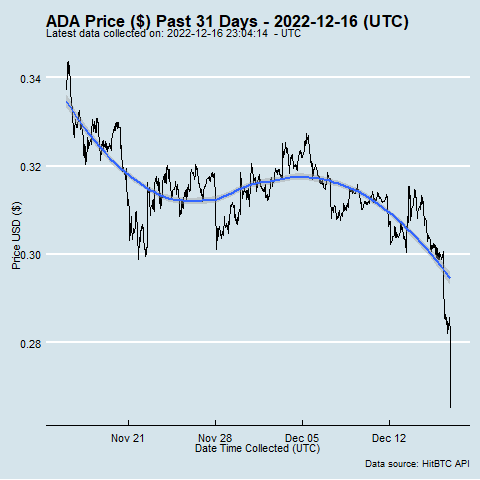 ADA Price ($) Past 31 Days - 2022-12-16 (UTC)
Latest data collected on: 2022-12-16 23:04:14 - UTC
0.34
0.32
0.30
0.28
Price USD ($)
Nov 21 Nov 28 Dec 05 Dec 12
Date Time Collected (UTC)
Data source: HitBTC API